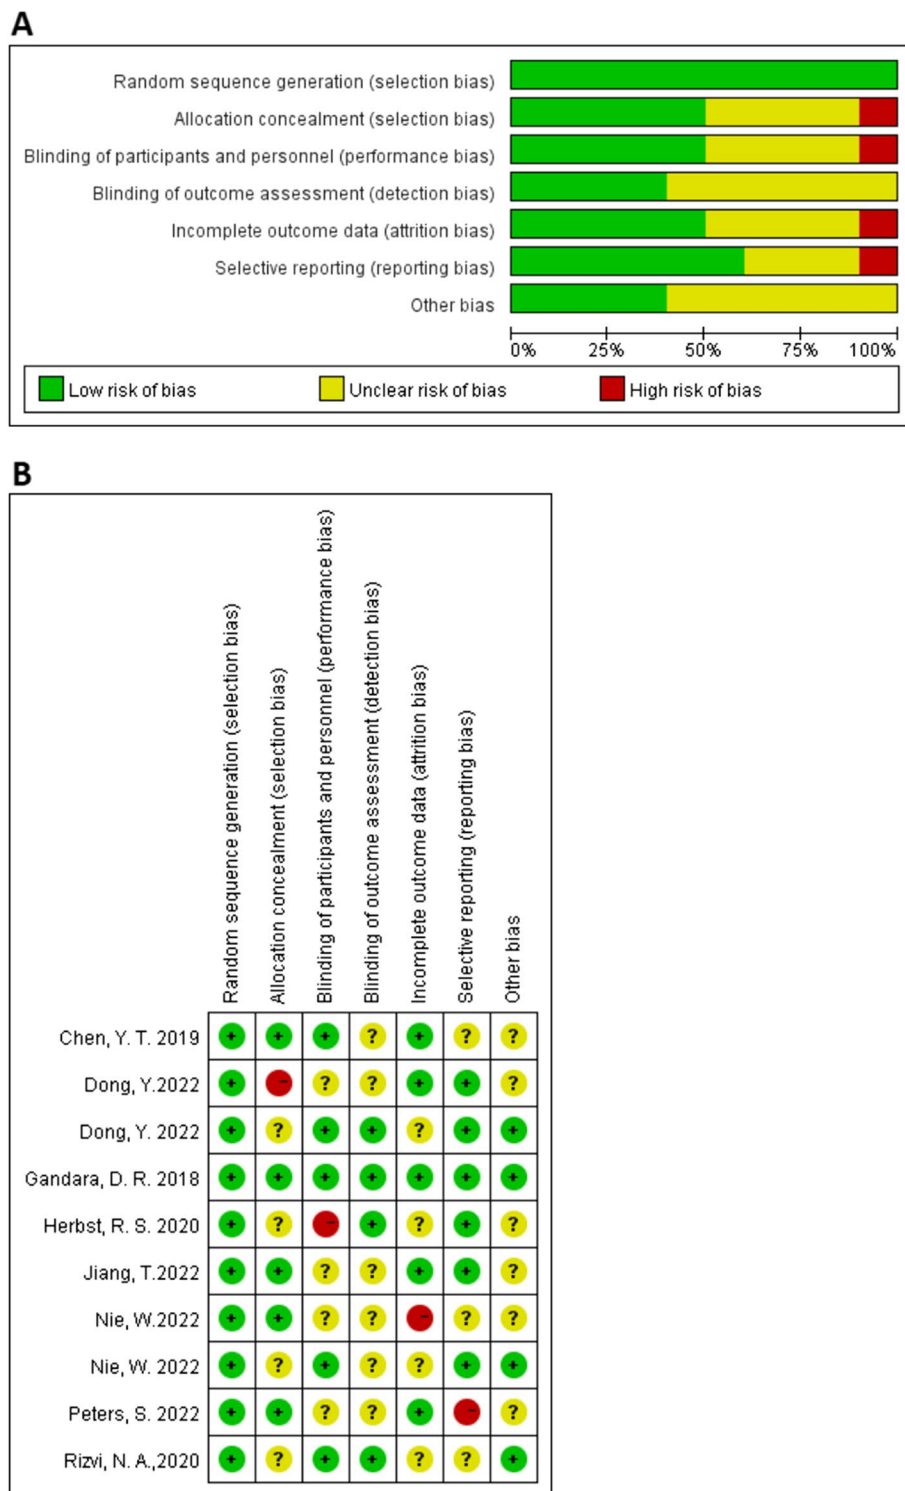 A
Random sequence generation (selection bias)
Allocation concealment (selection bias)
Blinding of participants and personnel (performance bias)
Blinding of outcome assessment (detection bias)
Incomplete outcome data (attrition bias)
Selective reporting (reporting bias)
Other bias
0% 25% 50% 75% 100%
Low risk of bias Unclear risk of bias High risk of bias
B
Random sequence generation (selection bias)
Allocation concealment (selection bias)
Blinding of participants and personnel (performance bias)
Blinding of outcome assessment (detection bias)
Incomplete outcome data (attrition bias)
Selective reporting (reporting bias)
Other bias
Chen, Y. T. 2019 + + + ? + ? ?
Dong, Y.2022 + - ? ? + + ?
Dong, Y. 2022 + ? + + ? + +
Gandara, D. R. 2018 + + + + + + +
Herbst, R. S. 2020 + ? - + ? + ?
Jiang, T.2022 + + ? ? + + ?
Nie, W.2022 + + ? ? - ? ?
Nie, W. 2022 + ? + ? ? + +
Peters, S. 2022 + + ? ? + - ?
Rizvi, N. A.,2020 + ? + + ? ? +